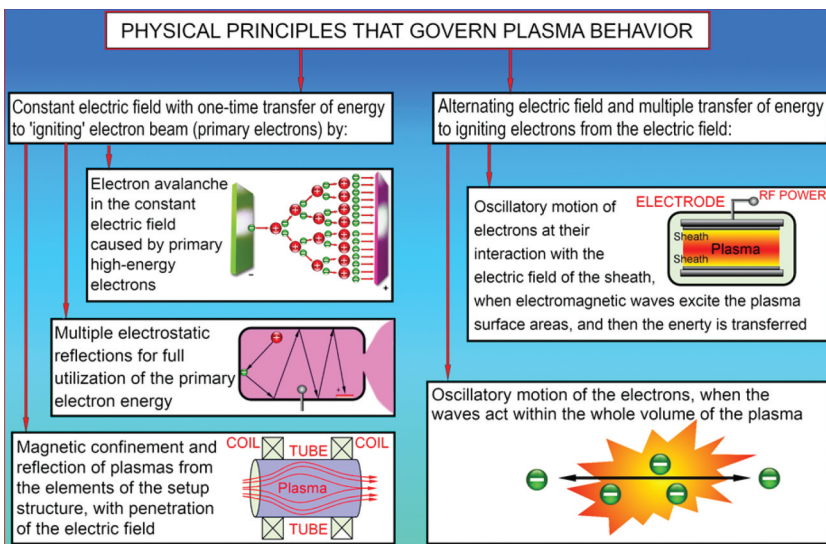 PHYSICAL PRINCIPLES THAT GOVERN PLASMA BEHAVIOR
Constant electric field with one-time transfer of energy
to 'igniting' electron beam (primary electrons) by:
Electron avalanche
in the constant
electric field
caused by primary
high-energy
electrons
-
+
Multiple electrostatic
reflections for full
utilization of the primary
electron energy
+
Magnetic confinement and
reflection of plasmas from
the elements of the setup
structure, with penetration
of the electric field
COIL
COIL
TUBE
Plasma
TUBE
Alternating electric field and multiple transfer of energy
to igniting electrons from the electric field:
Oscillatory motion of
electrons at their
interaction with the
electric field of the sheath,
when electromagnetic waves excite the plasma
surface areas, and then the enerty is transferred
ELECTRODE
RF POWER
Sheath
Plasma
Sheath
Oscillatory motion of the electrons, when the
waves act within the whole volume of the plasma